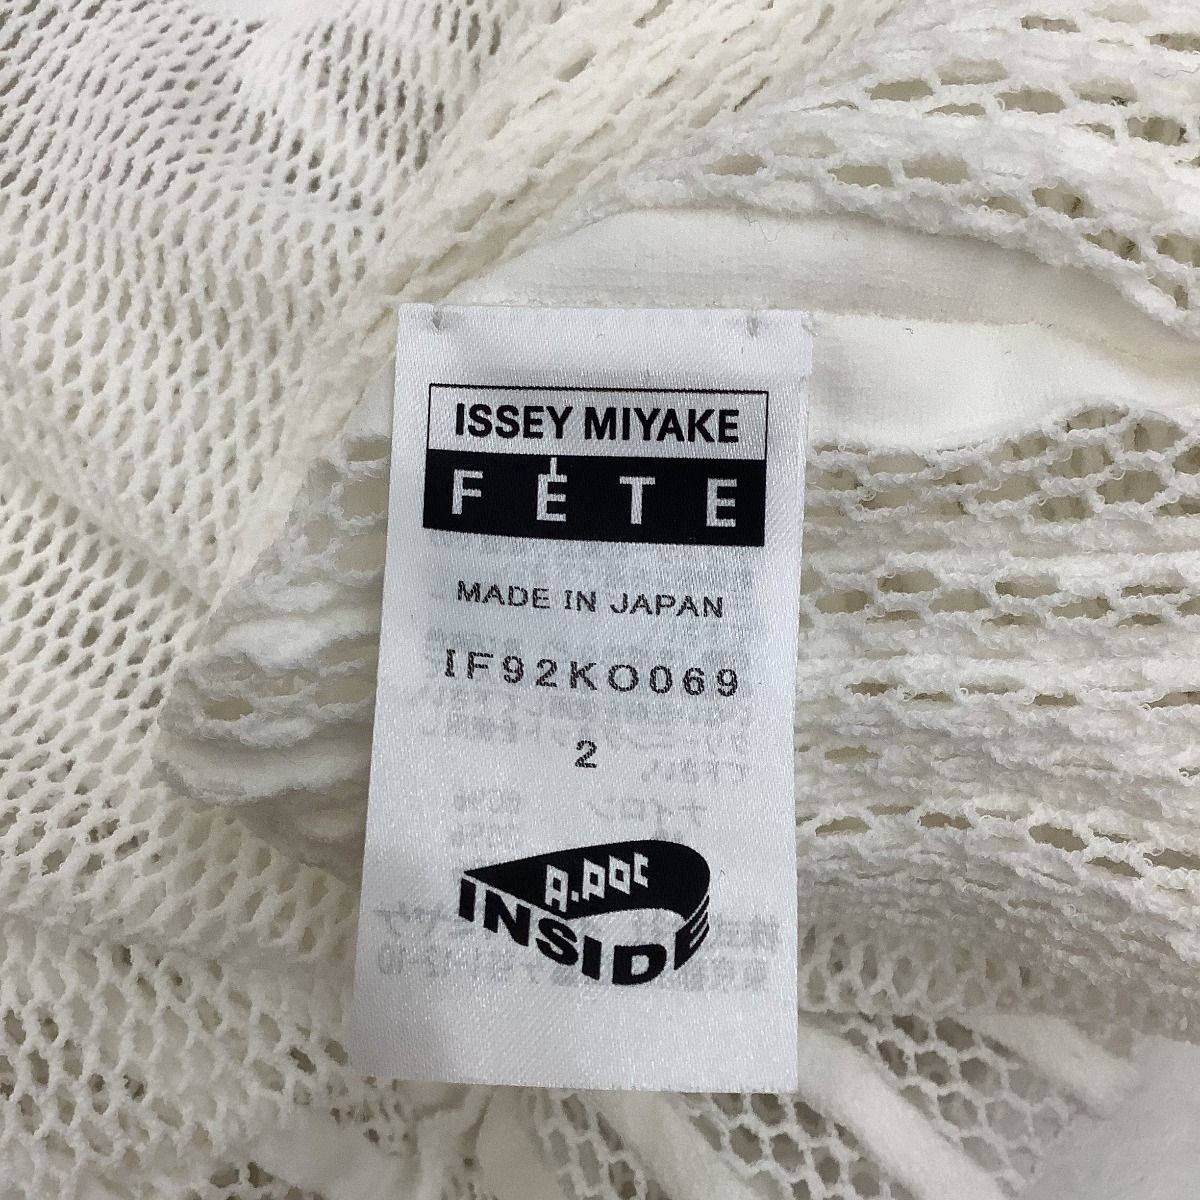 ISSEY MIYAKE
FÊTE
MADE IN JAPAN
IF92KO069
2
A.POC
INSIDE